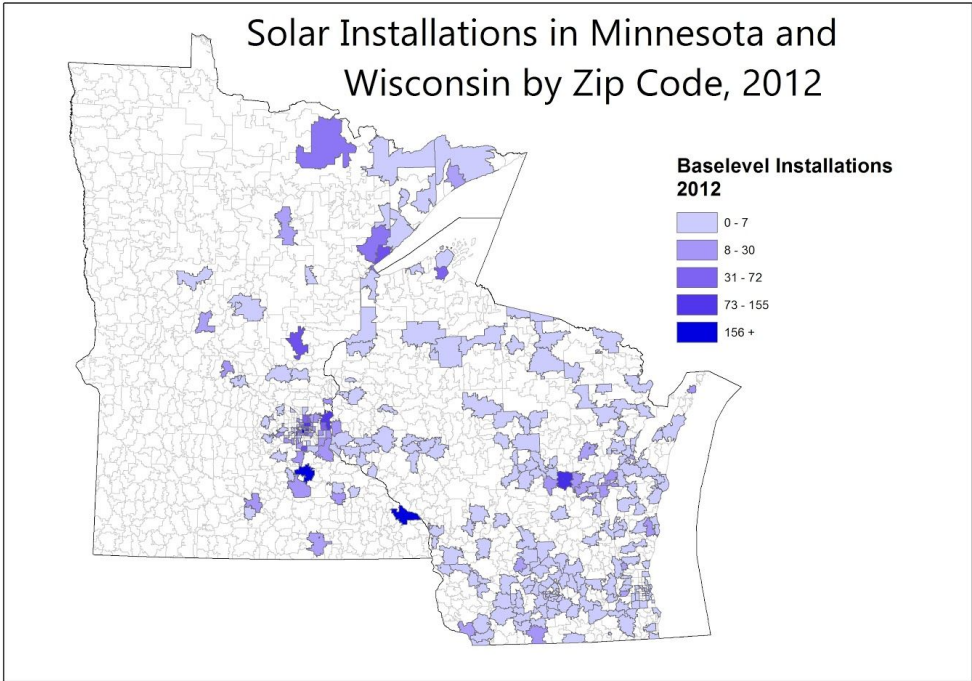 Solar Installations in Minnesota and
Wisconsin by Zip Code, 2012
Baselevel Installations
2012
0 - 7
8 - 30
31 - 72
73 - 155
156 +